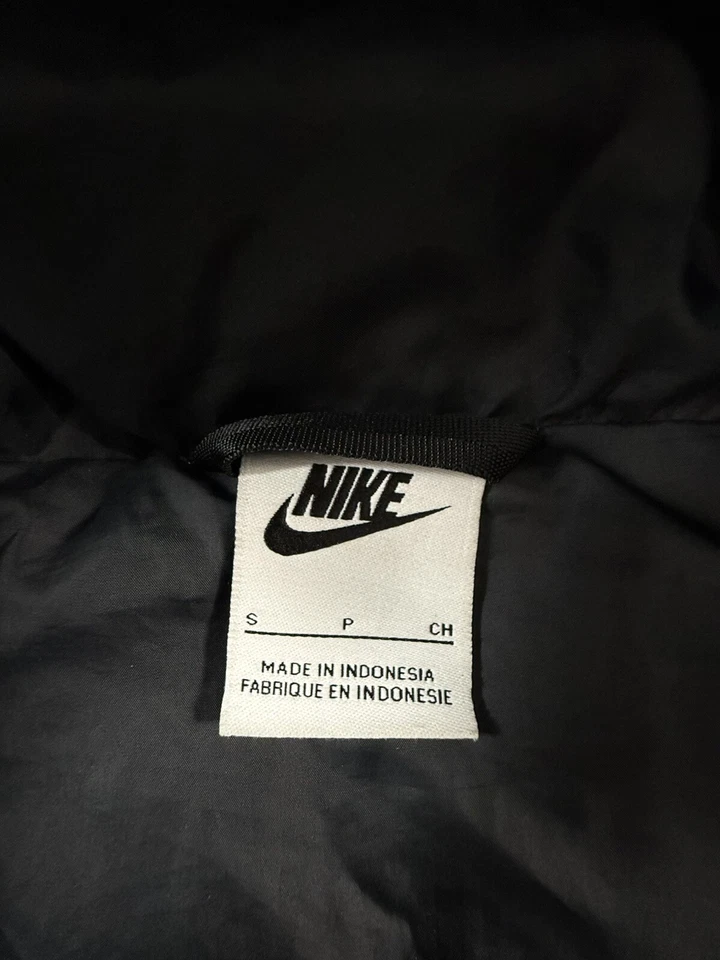 NIKE
S P CH
MADE IN INDONESIA
FABRIQUE EN INDONESIE